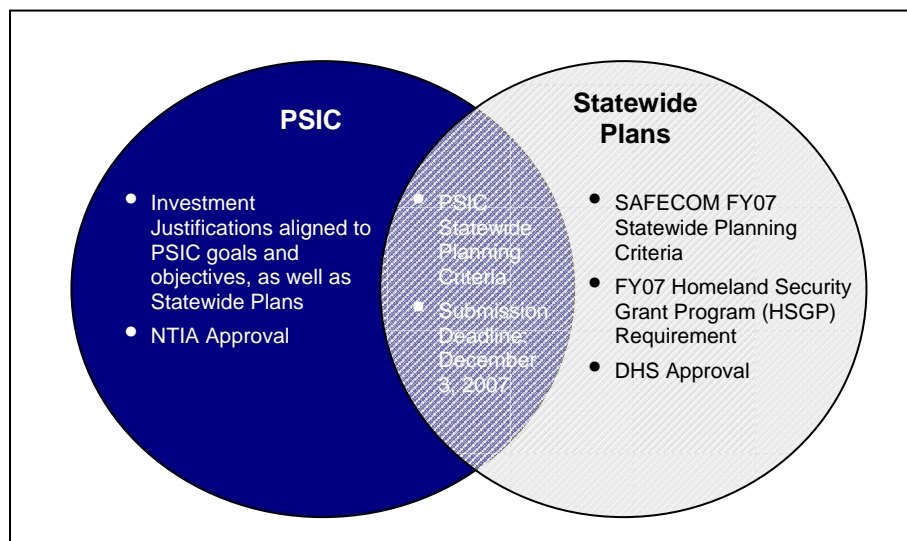 PSIC
• Investment
Justifications aligned to
PSIC goals and
objectives, as well as
Statewide Plans
• NTIA Approval
• PSIC
Statewide
Planning
Criteria
• Submission
Deadline:
December
3, 2007
Statewide
Plans
• SAFECOM FY07
Statewide Planning
Criteria
• FY07 Homeland Security
Grant Program (HSGP)
Requirement
• DHS Approval